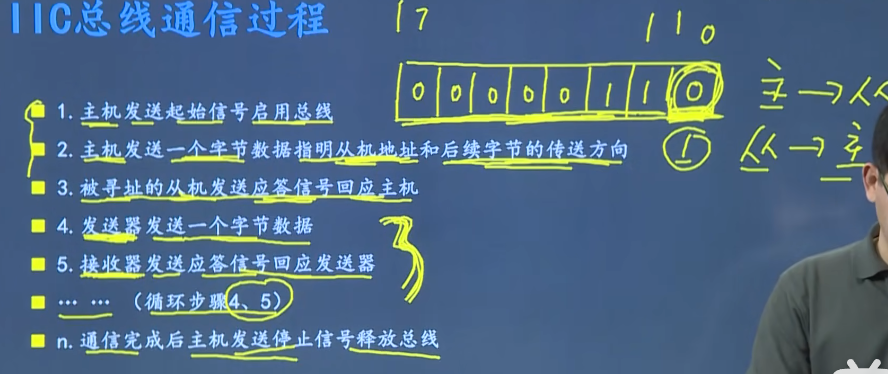 IIC总线通信过程
1 7 1 1 0
0 0 0 0 0 1 1 0 主→从
1. 主机发送起始信号启用总线
2. 主机发送一个字节数据指明从机地址和后续字节的传送方向 1 从→主
3. 被寻址的从机发送应答信号回应主机
4. 发送器发送一个字节数据
5. 接收器发送应答信号回应发送器
… … （循环步骤4、5）
n. 通信完成后主机发送停止信号释放总线